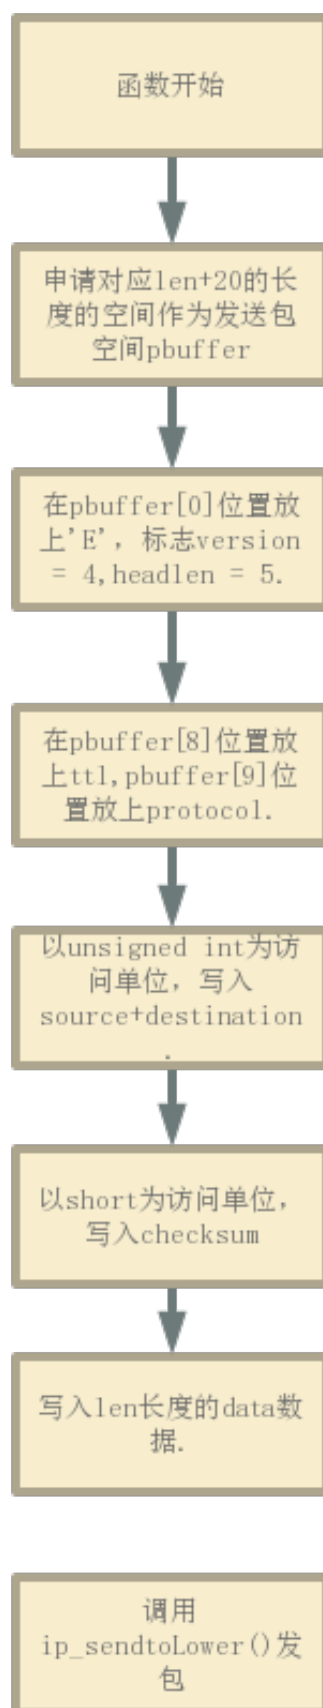 函数开始
申请对应len+20的长
度的空间作为发送包
空间pbuffer
在pbuffer[0]位置放
上'E', 标志version
= 4,headlen = 5.
在pbuffer[8]位置放
上ttl,pbuffer[9]位
置放上protocol.
以unsigned int为访
问单位，写入
source+destination
.
以short为访问单位，
写入checksum
写入len长度的data数
据.
调用
ip_sendtoLower()发
包